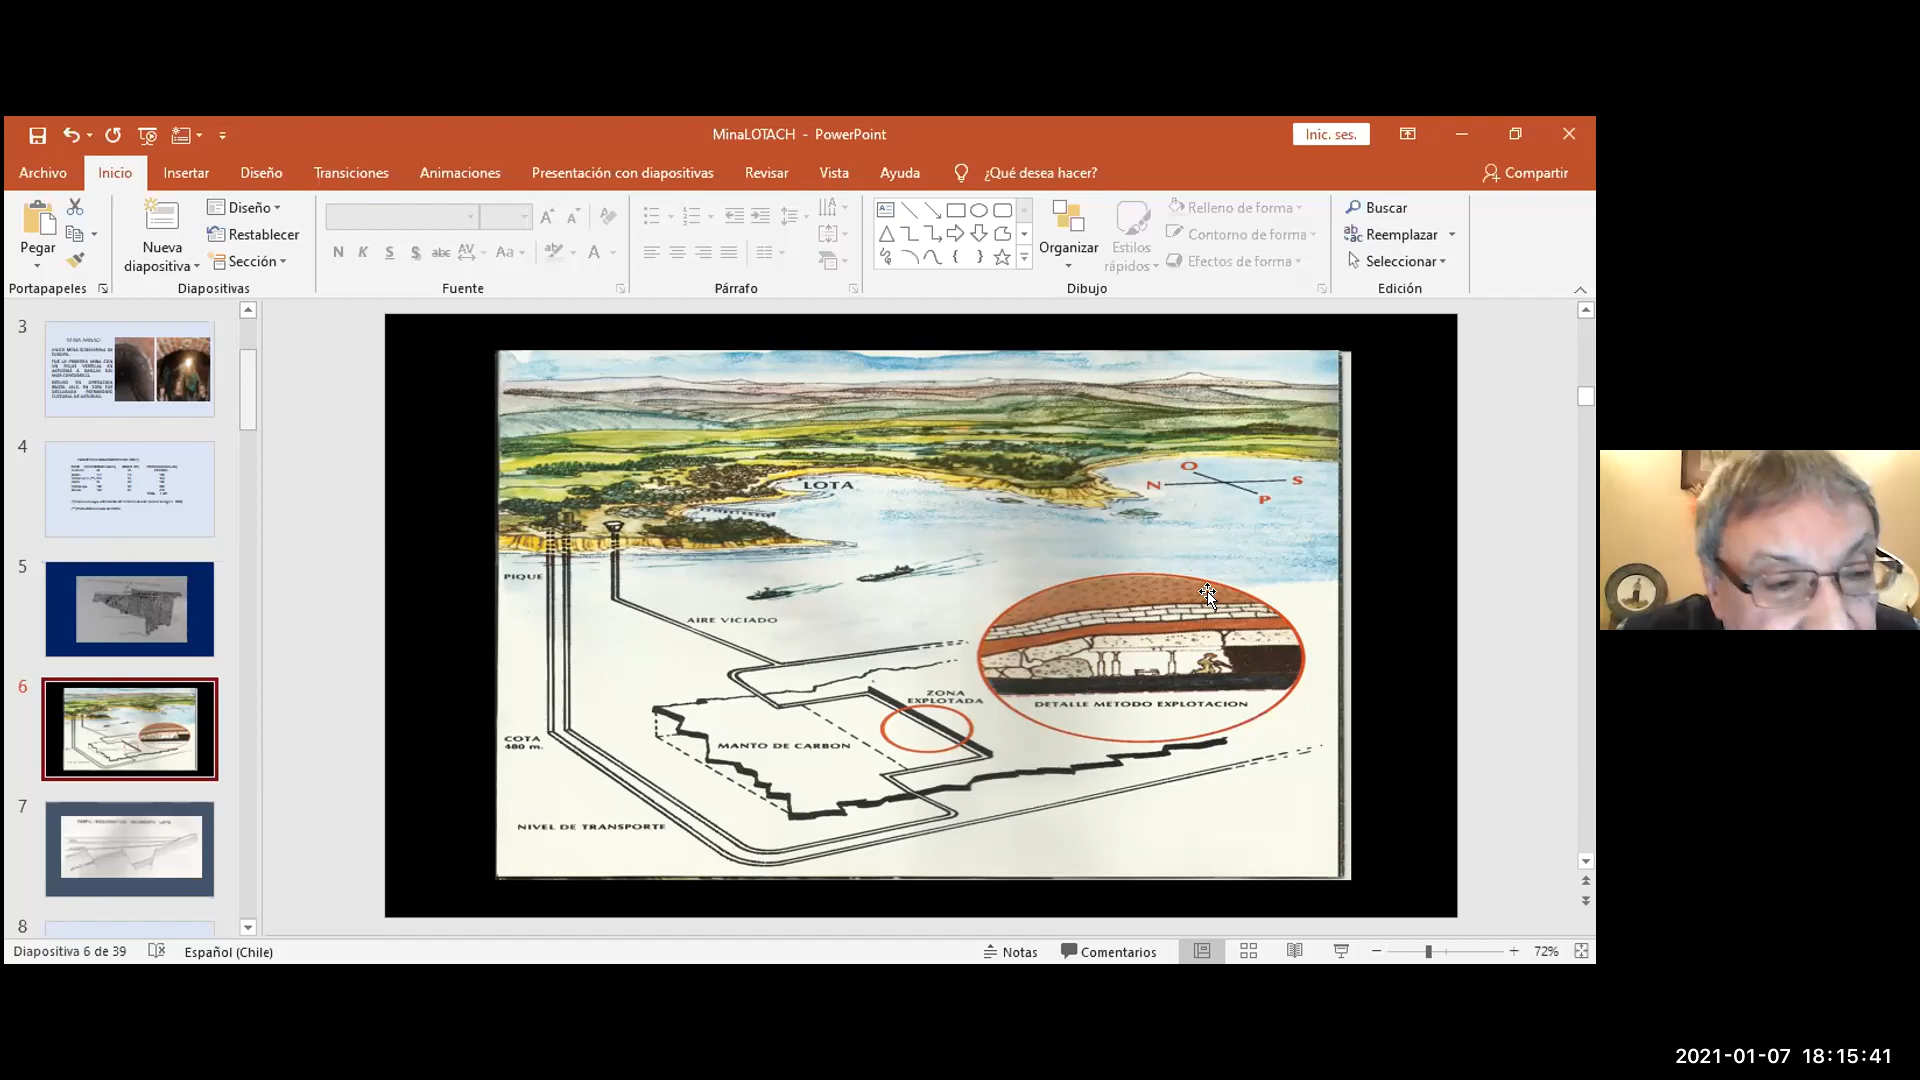 MinaLOTACH - PowerPoint
Inic. ses.
Archivo
Inicio
Insertar
Diseño
Transiciones
Animaciones
Presentación con diapositivas
Revisar
Vista
Ayuda
¿Qué desea hacer?
Compartir
Pegar
Nueva
diapositiva
Diseño
Restablecer
Sección
N K S S abc AV Aa A
Organizar
Estilos
rápidos
Relleno de forma
Contorno de forma
Efectos de forma
Buscar
Reemplazar
Seleccionar
Portapapeles
Diapositivas
Fuente
Párrafo
Dibujo
Edición
3
4
5
6
7
8
LOTA
O
N
S
P
PIQUE
AIRE VICIADO
ZONA
EXPLOTADA
DETALLE METODO EXPLOTACION
COTA
480 m.
MANTO DE CARBON
NIVEL DE TRANSPORTE
Diapositiva 6 de 39
Español (Chile)
Notas
Comentarios
72%
2021-01-07 18:15:41